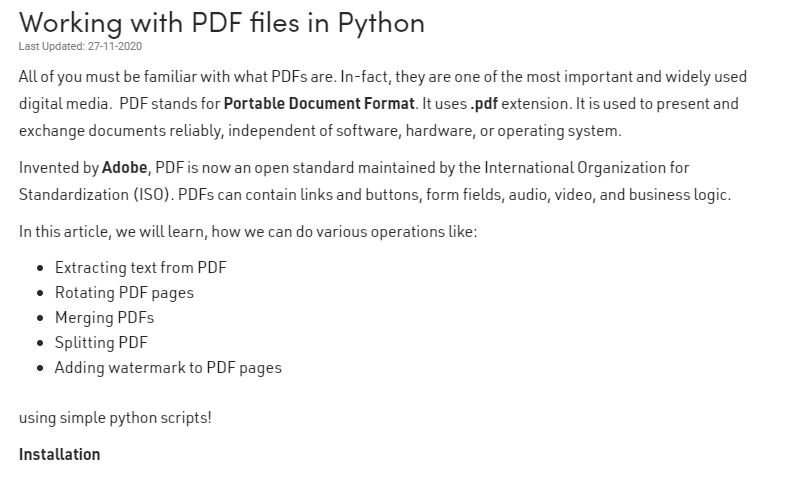 Working with PDF files in Python
Last Updated: 27-11-2020
All of you must be familiar with what PDFs are. In-fact, they are one of the most important and widely used
digital media.  PDF stands for Portable Document Format. It uses .pdf extension. It is used to present and
exchange documents reliably, independent of software, hardware, or operating system.
Invented by Adobe, PDF is now an open standard maintained by the International Organization for
Standardization (ISO). PDFs can contain links and buttons, form fields, audio, video, and business logic.
In this article, we will learn, how we can do various operations like:
• Extracting text from PDF
• Rotating PDF pages
• Merging PDFs
• Splitting PDF
• Adding watermark to PDF pages
using simple python scripts!
Installation